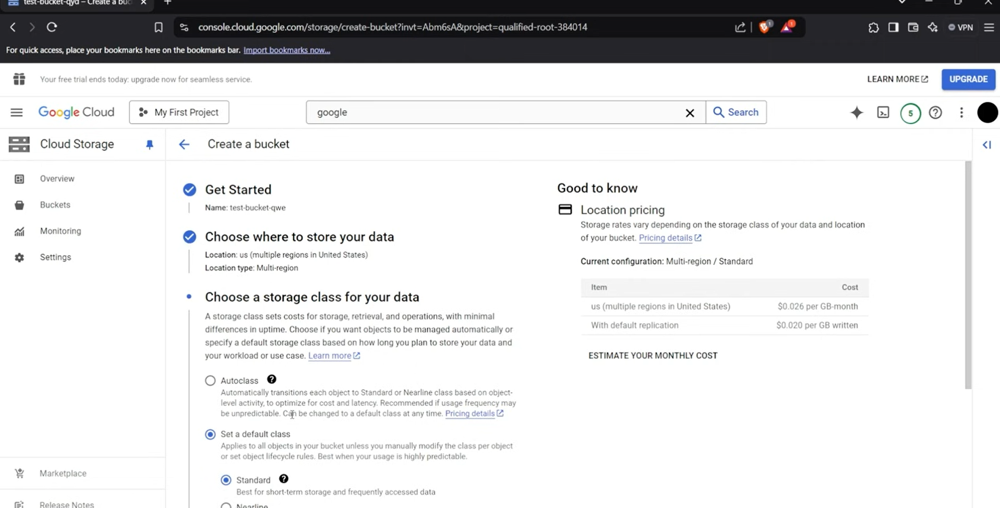 test-bucket-qyd – Create a buc
console.cloud.google.com/storage/create-bucket?invt=Abm6sA&project=qualified-root-384014
1
1
VPN
For quick access, place your bookmarks here on the bookmarks bar. Import bookmarks now...
Your free trial ends today: upgrade now for seamless service.
LEARN MORE
UPGRADE
Google Cloud
My First Project
google
Search
5
Cloud Storage
Create a bucket
Overview
Buckets
Monitoring
Settings
Marketplace
Release Notes
Get Started
Name: test-bucket-qwe
Choose where to store your data
Location: us (multiple regions in United States)
Location type: Multi-region
Choose a storage class for your data
A storage class sets costs for storage, retrieval, and operations, with minimal
differences in uptime. Choose if you want objects to be managed automatically or
specify a default storage class based on how long you plan to store your data and
your workload or use case. Learn more
Autoclass
Automatically transitions each object to Standard or Nearline class based on object-
level activity, to optimize for cost and latency. Recommended if usage frequency may
be unpredictable. Can be changed to a default class at any time. Pricing details
Set a default class
Applies to all objects in your bucket unless you manually modify the class per object
or set object lifecycle rules. Best when your usage is highly predictable.
Standard
Best for short-term storage and frequently accessed data
Nearline
Good to know
Location pricing
Storage rates vary depending on the storage class of your data and location
of your bucket. Pricing details
Current configuration: Multi-region / Standard
Item Cost
us (multiple regions in United States) $0.026 per GB-month
With default replication $0.020 per GB written
ESTIMATE YOUR MONTHLY COST